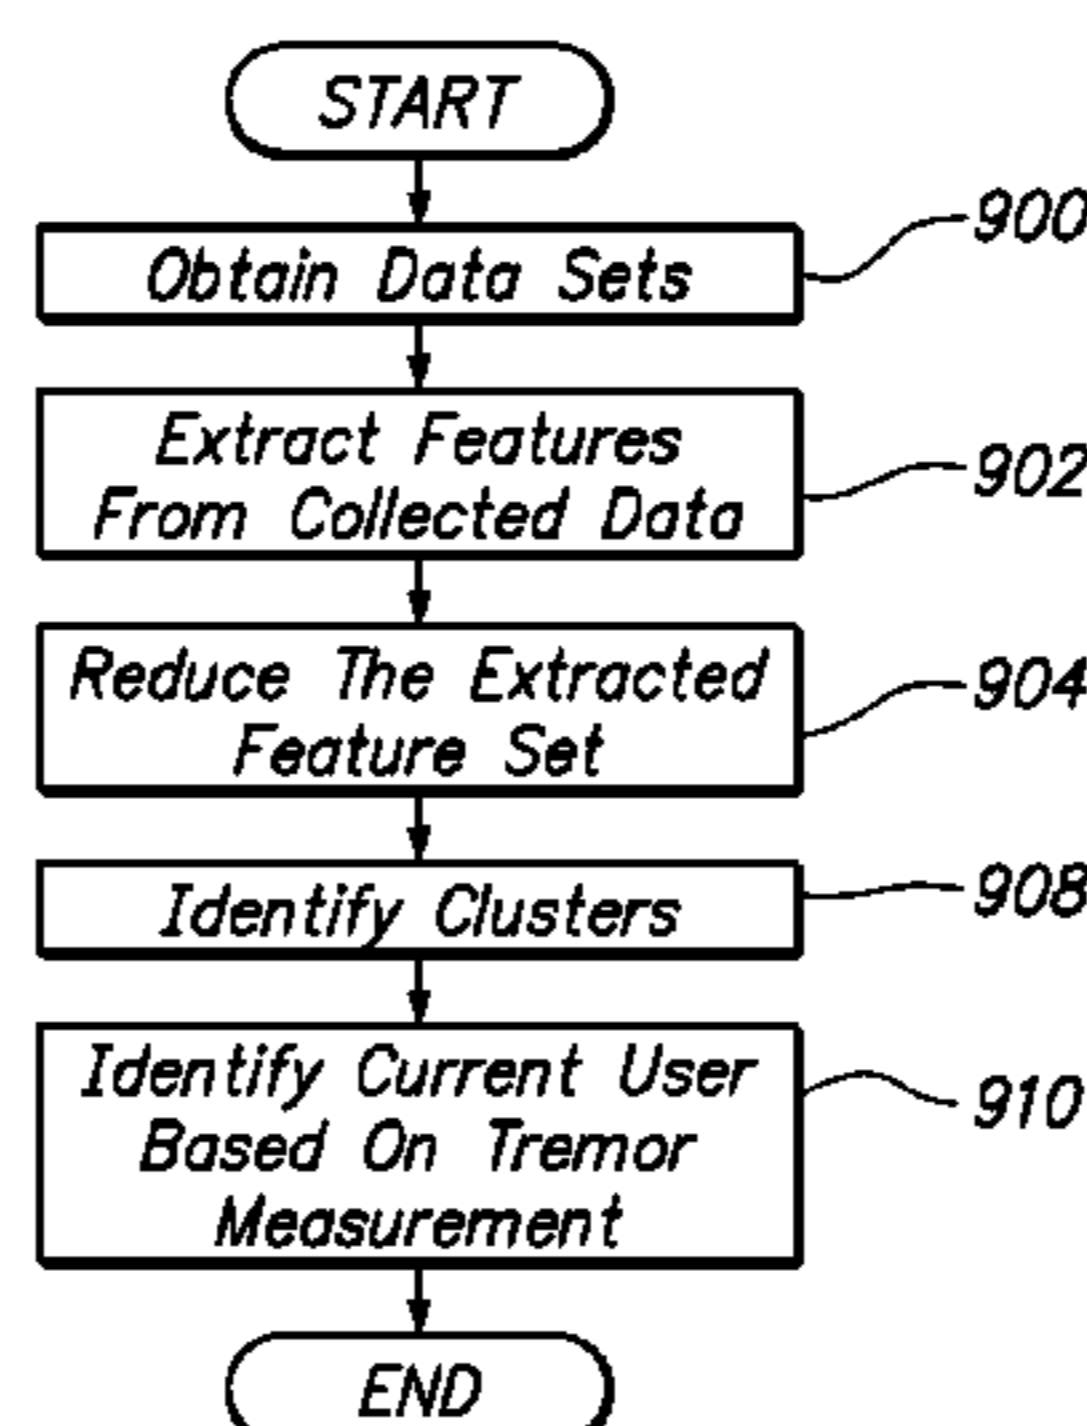 START
Obtain Data Sets
900
Extract Features
From Collected Data
902
Reduce The Extracted
Feature Set
904
Identify Clusters
908
Identify Current User
Based On Tremor
Measurement
910
END